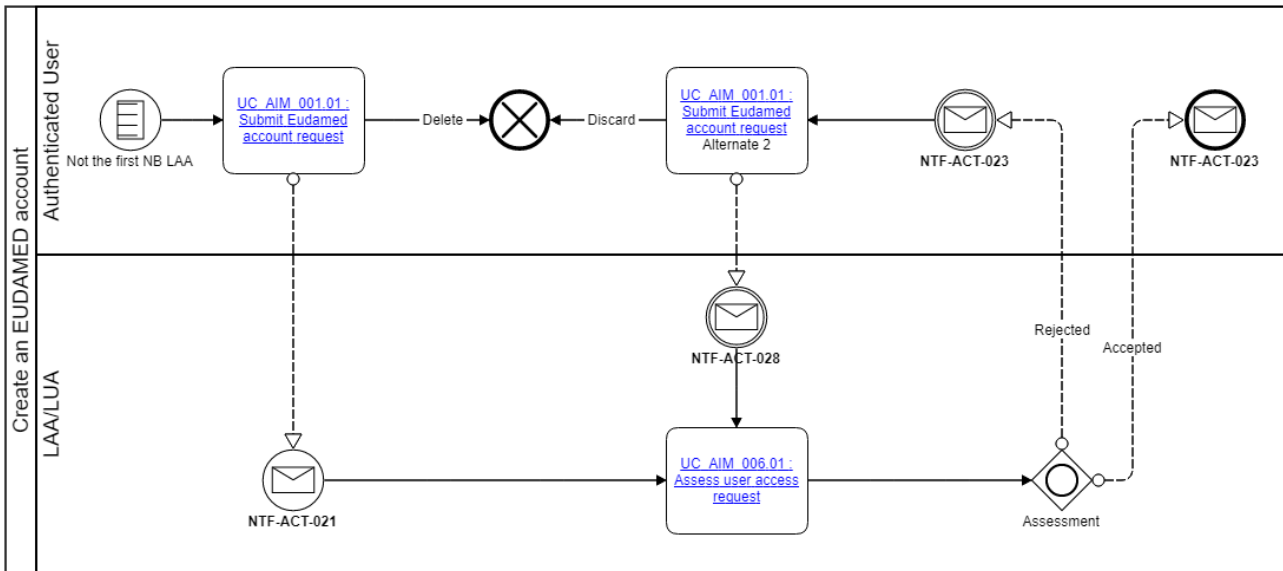 Create an EUDAMED account
Authenticated User
Not the first NB LAA
UC_AIM_001.01 :
Submit Eudamed
account request
Delete
Discard
UC_AIM_001.01 :
Submit Eudamed
account request
Alternate 2
NTF-ACT-023
NTF-ACT-023
LAA/LUA
NTF-ACT-021
NTF-ACT-028
UC_AIM_006.01 :
Assess user access
request
Rejected
Accepted
Assessment